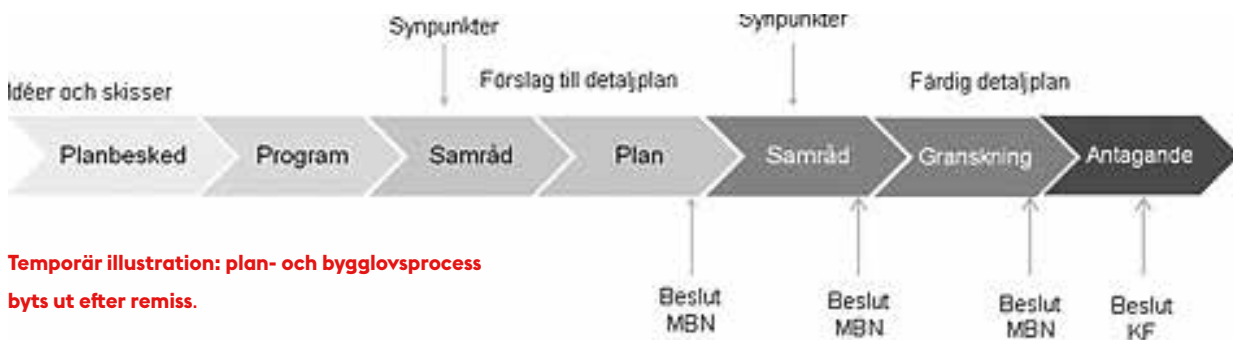 Synpunkter
Synpunkter
Idéer och skisser
Förslag till detaljplan
Färdig detaljplan
Planbesked
Program
Samråd
Plan
Samråd
Granskning
Antagande
Temporär illustration: plan- och bygglovsprocess
byts ut efter remiss.
Beslut
MBN
Beslut
MBN
Beslut
MBN
Beslut
KF